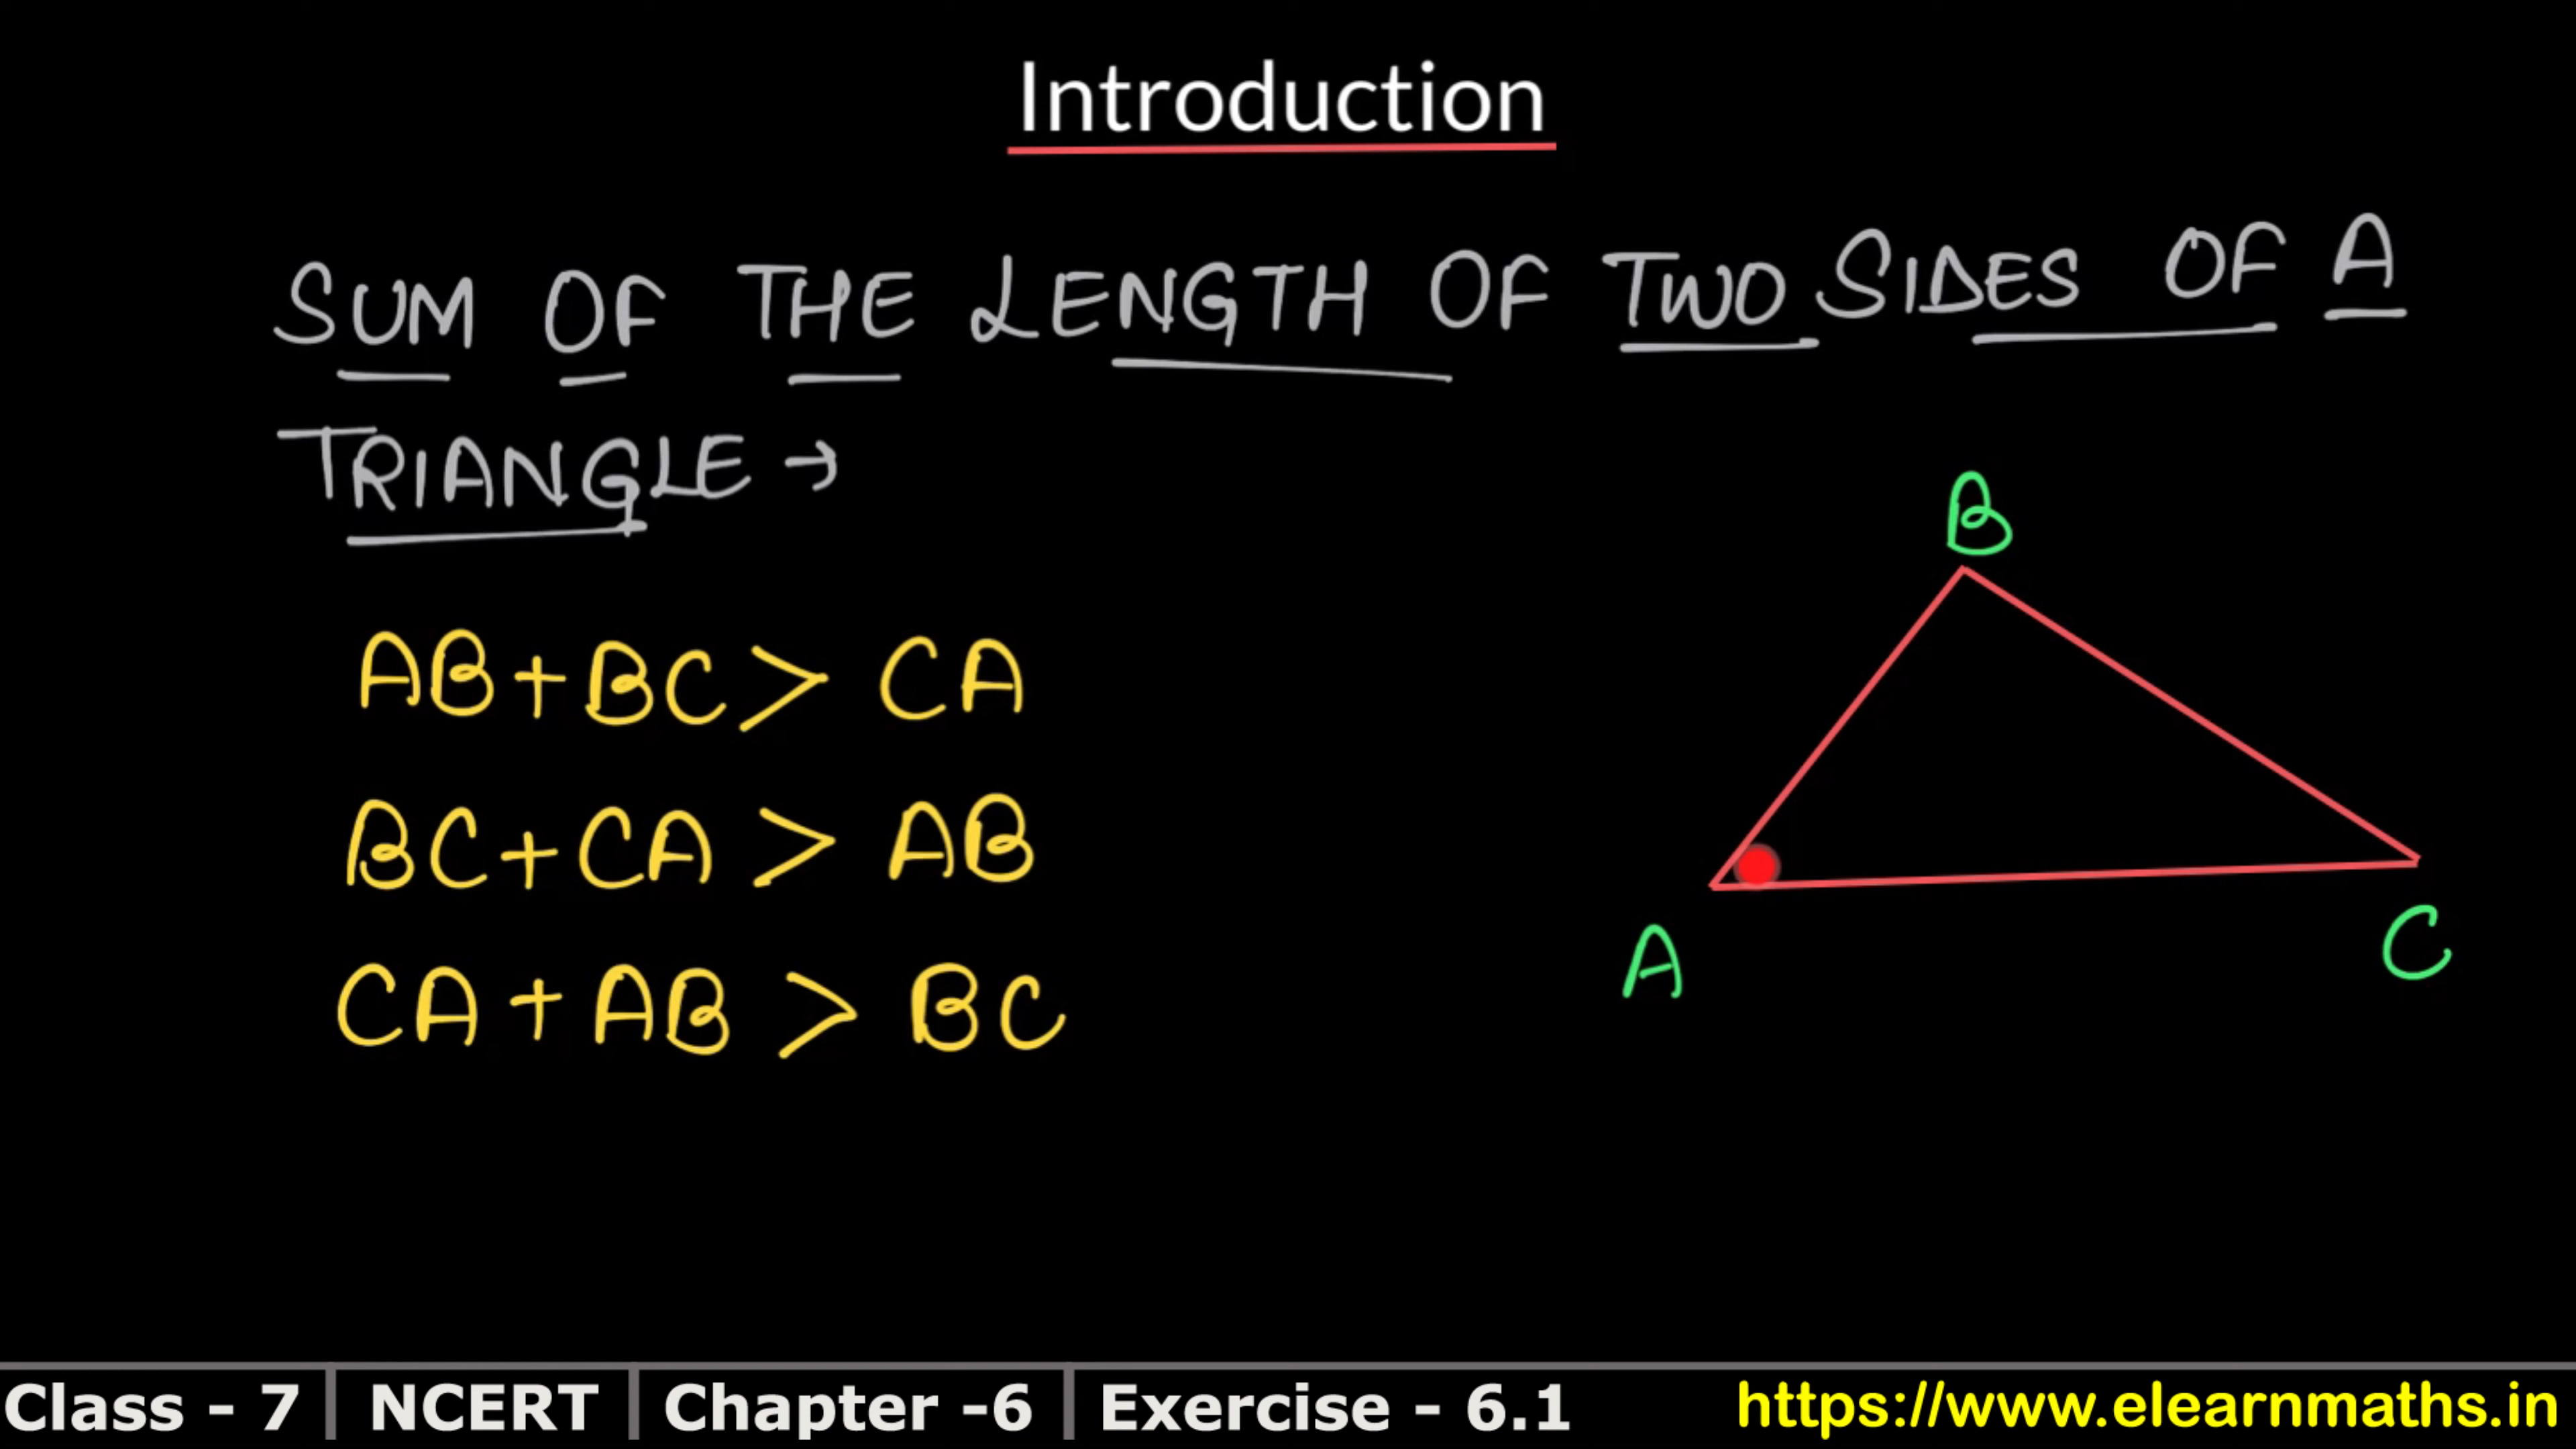 Introduction
SUM OF THE LENGTH OF TWO SIDES OF A
TRIANGLE →
AB+BC > CA
BC+CA > AB
CA + AB > BC
B
A
C
Class - 7 | NCERT | Chapter -6 | Exercise - 6.1 https://www.elearnmaths.in